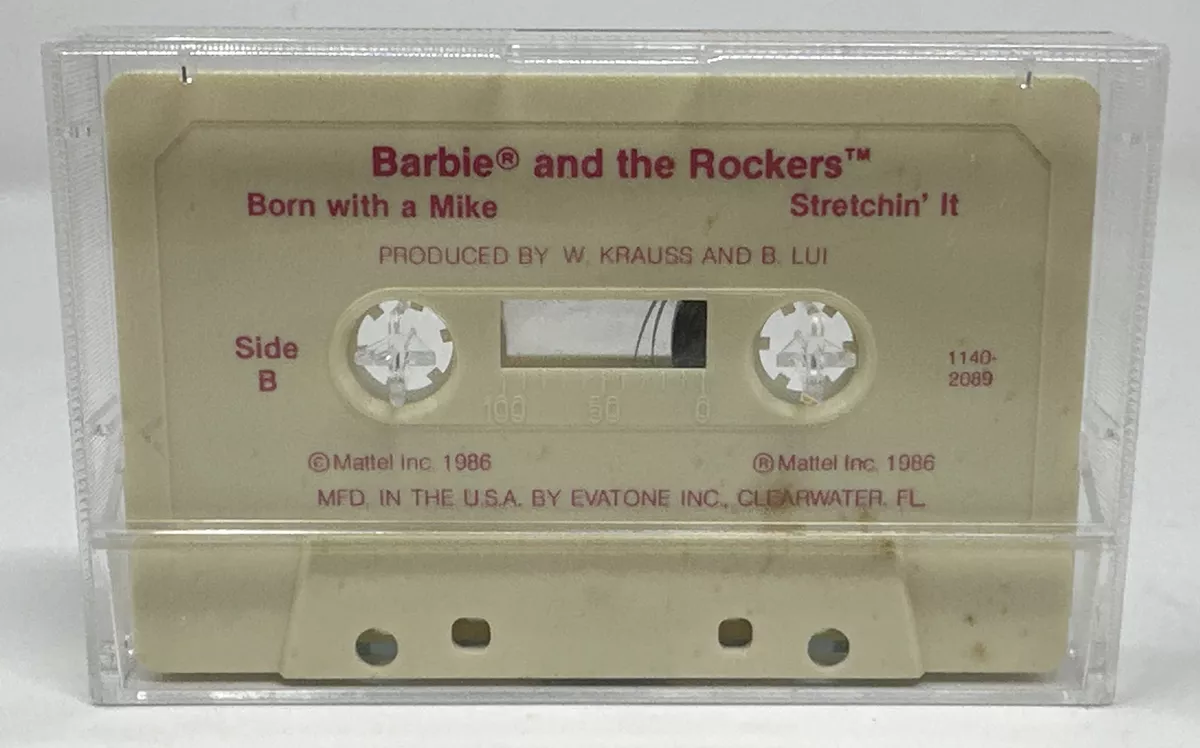 Barbie® and the Rockers™
Born with a Mike Stretchin' It
PRODUCED BY W. KRAUSS AND B. LUI
Side
B
1140-
2089
100 50 0
©Mattel Inc. 1986 ®Mattel Inc. 1986
MFD. IN THE U.S.A. BY EVATONE INC., CLEARWATER, FL.